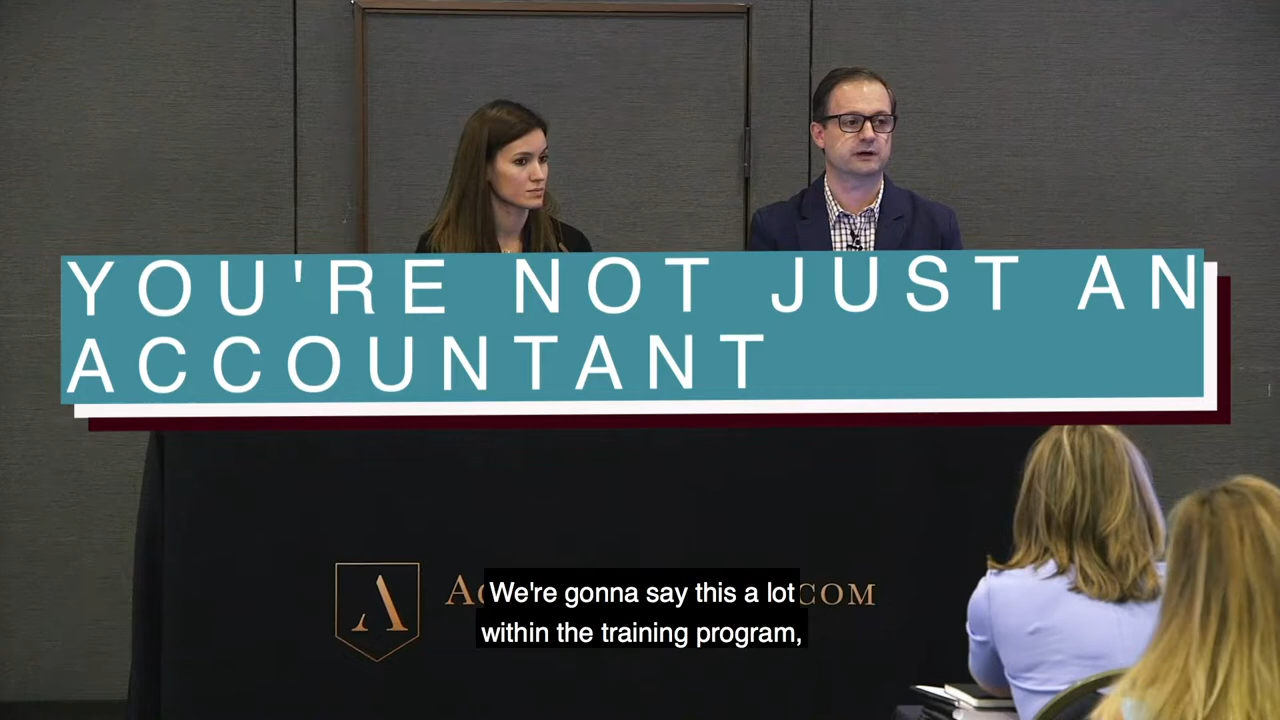 YOU'RE NOT JUST AN
ACCOUNTANT
We're gonna say this a lot
within the training program,